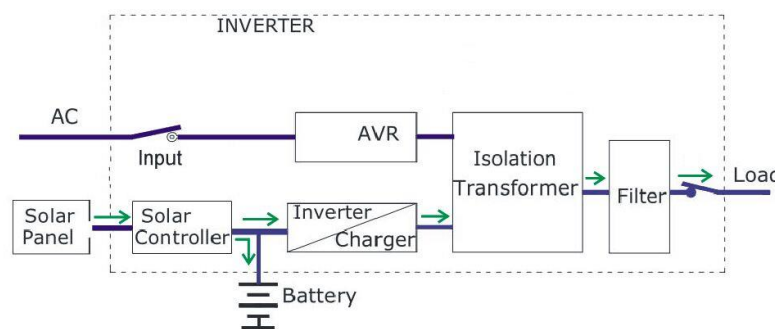 INVERTER
AC
Input
AVR
Isolation
Transformer
Filter
Load
Solar
Panel
Solar
Controller
Inverter
Charger
Battery